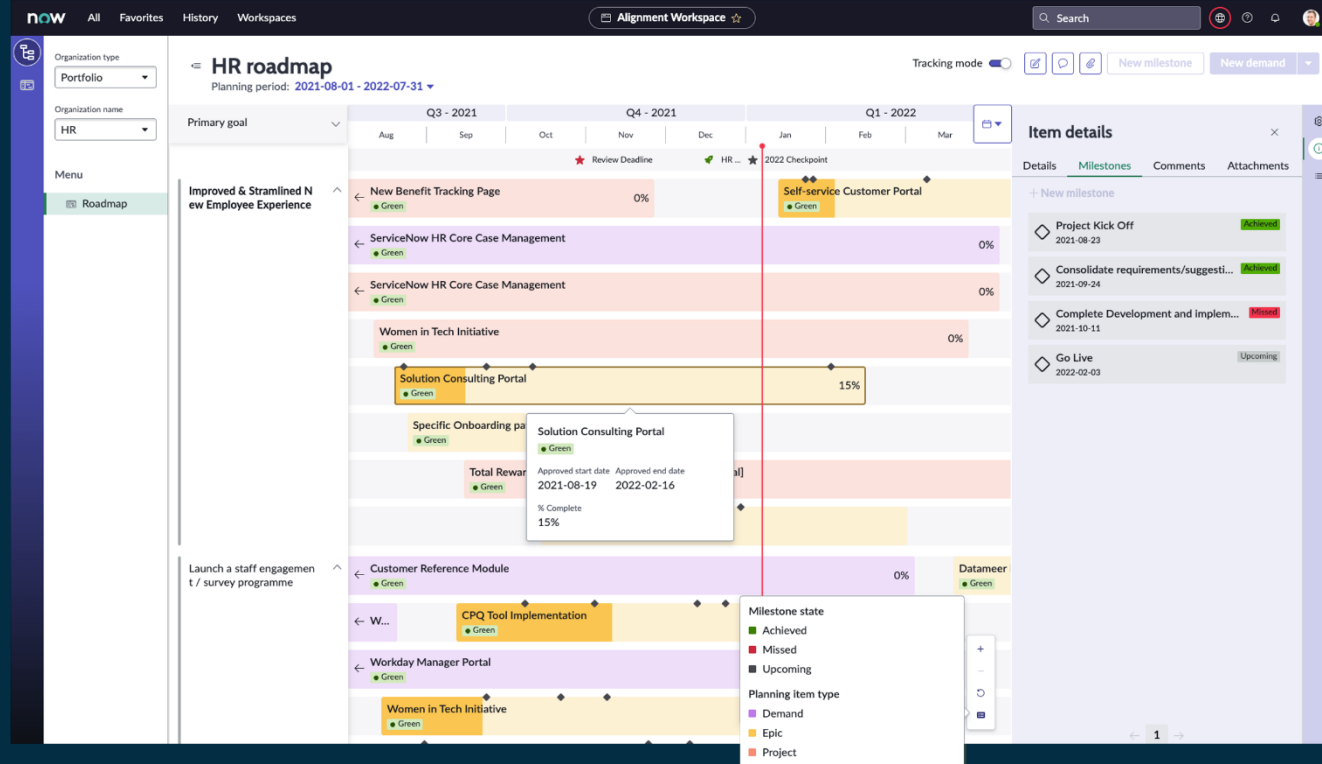 now All Favorites History Workspaces Alignment Workspace Search
Organization type
Portfolio
Organization name
HR
Menu
Roadmap
HR roadmap
Planning period: 2021-08-01 - 2022-07-31
Tracking mode
New milestone
New demand
Primary goal
Q3 - 2021 Q4 - 2021 Q1 - 2022
Aug Sep Oct Nov Dec Jan Feb Mar
Review Deadline HR ... 2022 Checkpoint
Improved & Stramlined N
ew Employee Experience
New Benefit Tracking Page
Green
0%
Self-service Customer Portal
Green
ServiceNow HR Core Case Management
Green
0%
ServiceNow HR Core Case Management
Green
0%
Women in Tech Initiative
Green
0%
Solution Consulting Portal
Green
15%
Specific Onboarding pa
Green
Total Rewar
al]
Green
Solution Consulting Portal
Green
Approved start date Approved end date
2021-08-19 2022-02-16
% Complete
15%
Launch a staff engagemen
t / survey programme
Customer Reference Module
Green
0%
Datameer
Green
W...
CPQ Tool Implementation
Green
Workday Manager Portal
Green
Women in Tech Initiative
Green
Milestone state
Achieved
Missed
Upcoming
Planning item type
Demand
Epic
Project
Item details
Details Milestones Comments Attachments
+ New milestone
Project Kick Off
Achieved
2021-08-23
Consolidate requirements/suggesti...
Achieved
2021-09-24
Complete Development and implem...
Missed
2021-10-11
Go Live
Upcoming
2022-02-03
1